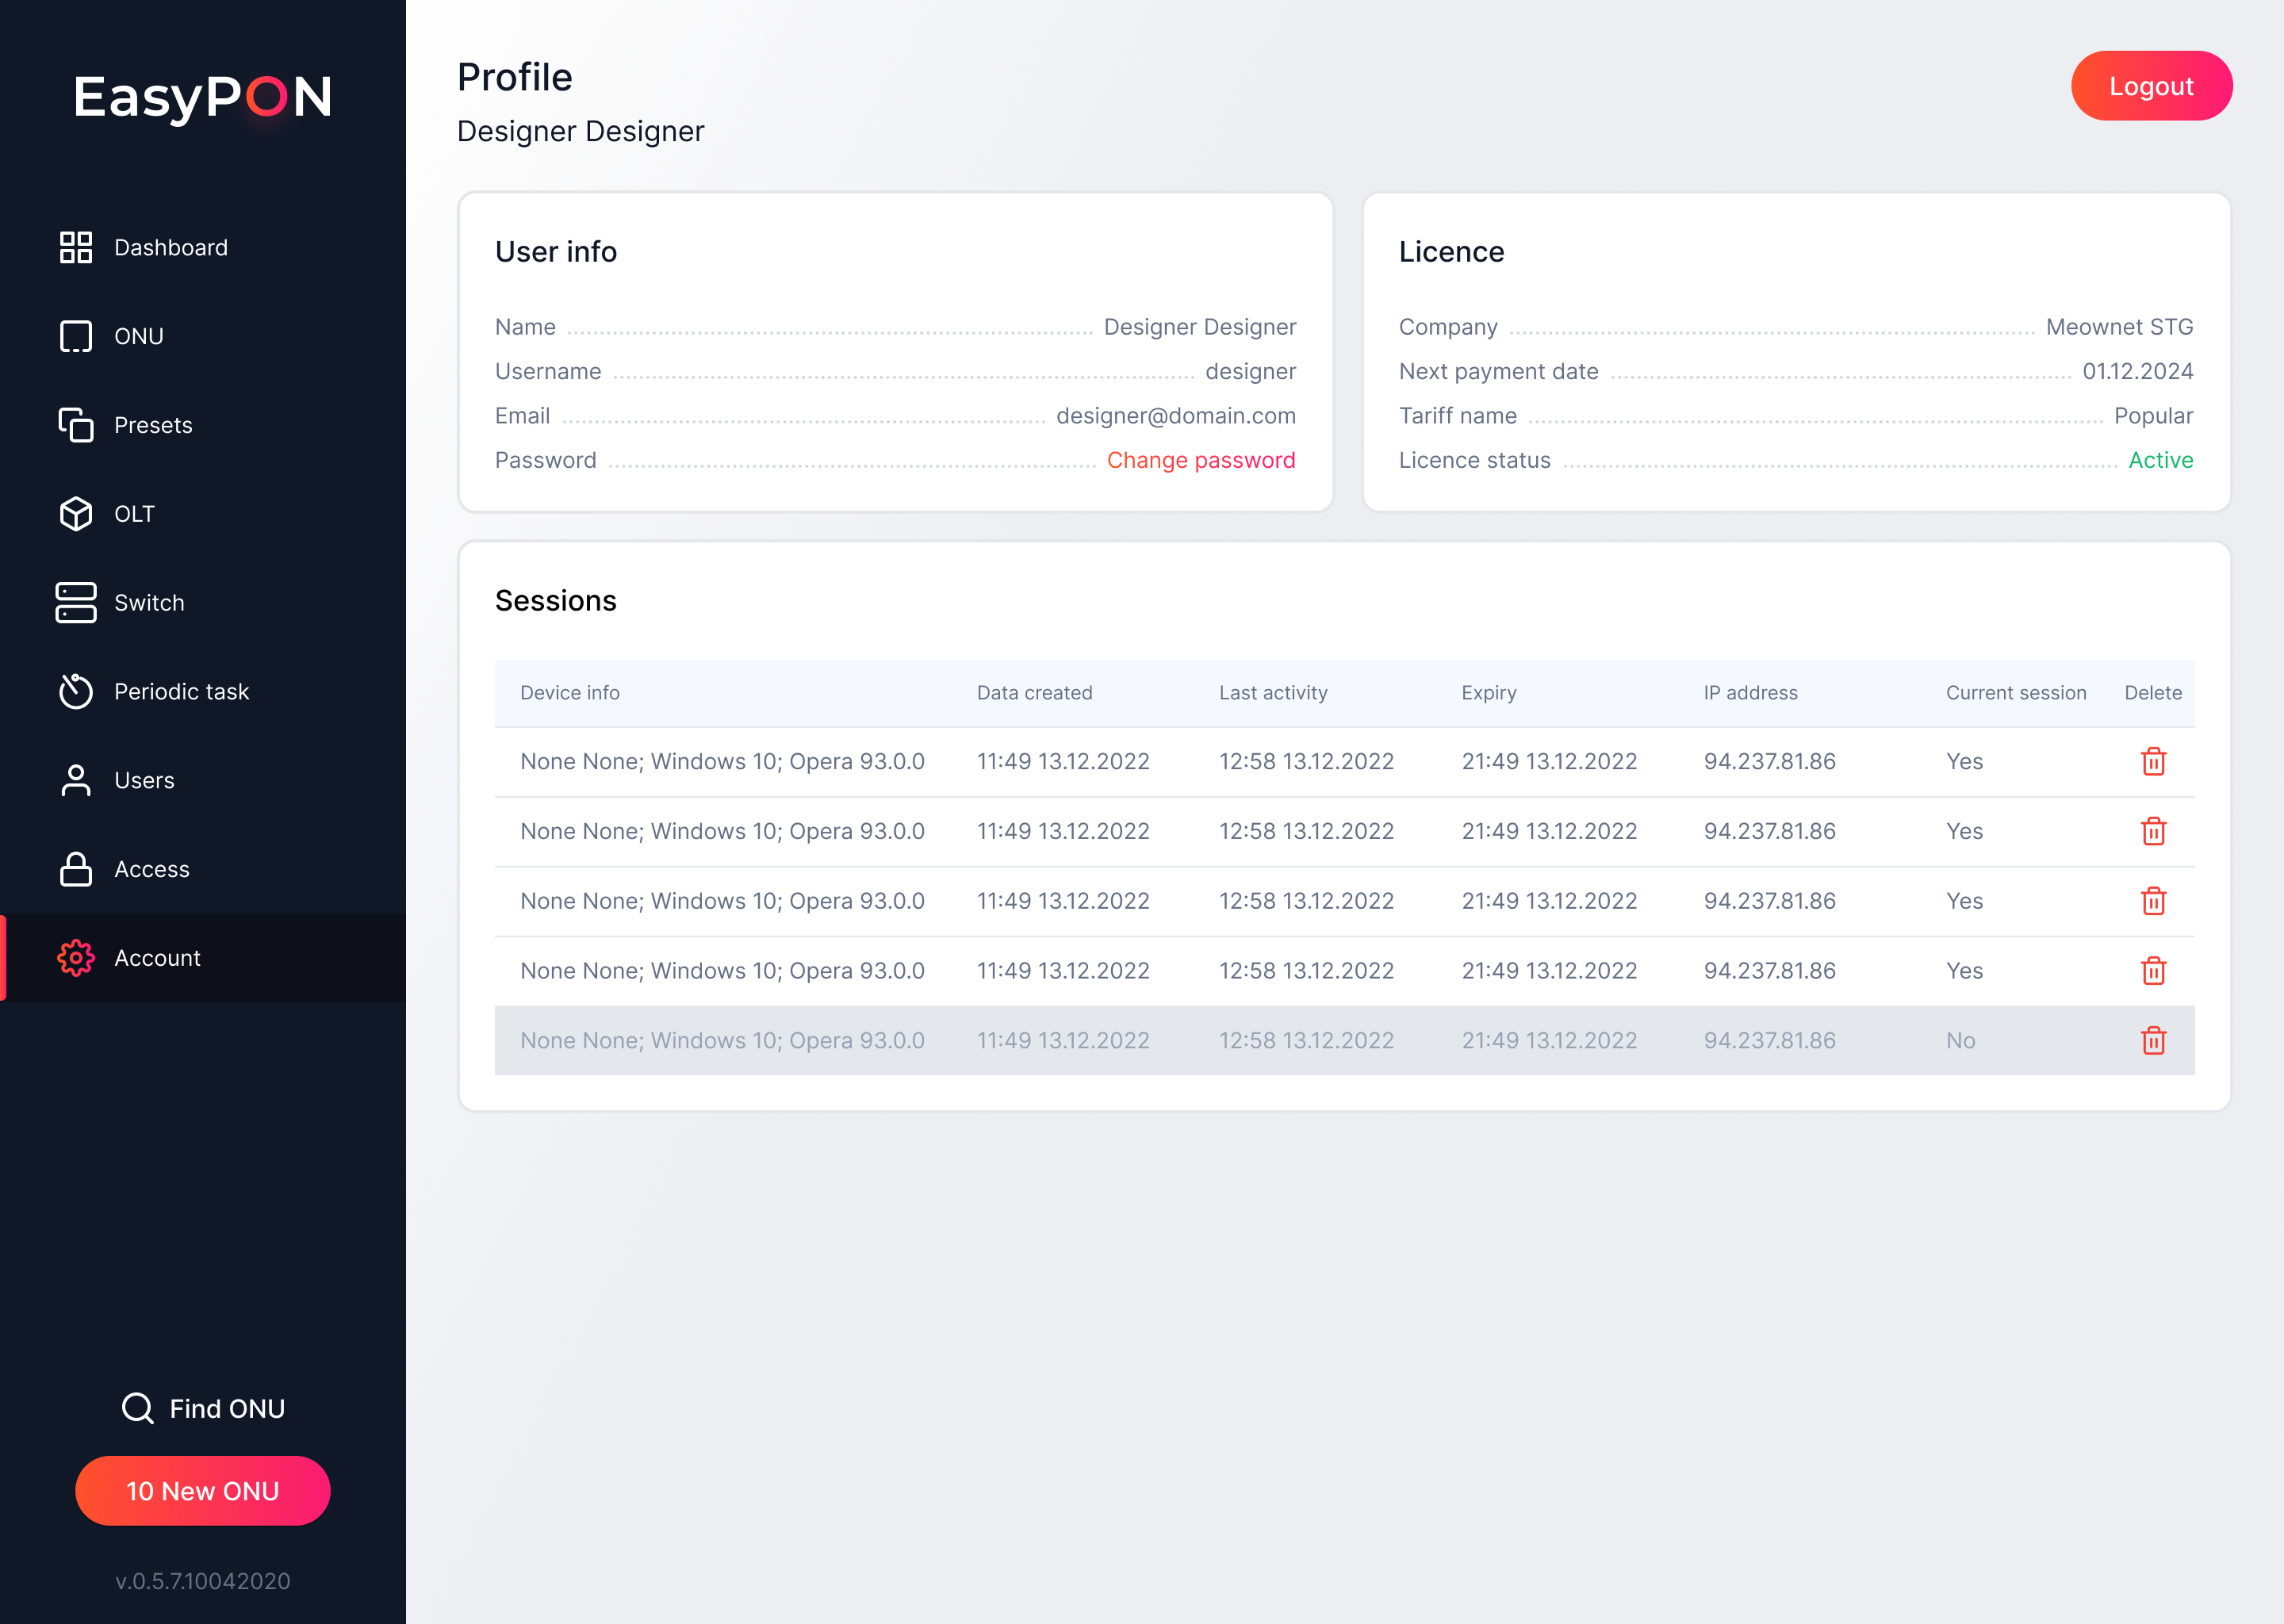 EasyPON
Dashboard
ONU
Presets
OLT
Switch
Periodic task
Users
Access
Account
Find ONU
10 New ONU
v.0.5.7.10042020
Profile
Designer Designer
Logout
User info
Name Designer Designer
Username designer
Email designer@domain.com
Password Change password
Licence
Company Meownet STG
Next payment date 01.12.2024
Tariff name Popular
Licence status Active
Sessions
Device info Data created Last activity Expiry IP address Current session Delete
None None; Windows 10; Opera 93.0.0 11:49 13.12.2022 12:58 13.12.2022 21:49 13.12.2022 94.237.81.86 Yes
None None; Windows 10; Opera 93.0.0 11:49 13.12.2022 12:58 13.12.2022 21:49 13.12.2022 94.237.81.86 Yes
None None; Windows 10; Opera 93.0.0 11:49 13.12.2022 12:58 13.12.2022 21:49 13.12.2022 94.237.81.86 Yes
None None; Windows 10; Opera 93.0.0 11:49 13.12.2022 12:58 13.12.2022 21:49 13.12.2022 94.237.81.86 Yes
None None; Windows 10; Opera 93.0.0 11:49 13.12.2022 12:58 13.12.2022 21:49 13.12.2022 94.237.81.86 No